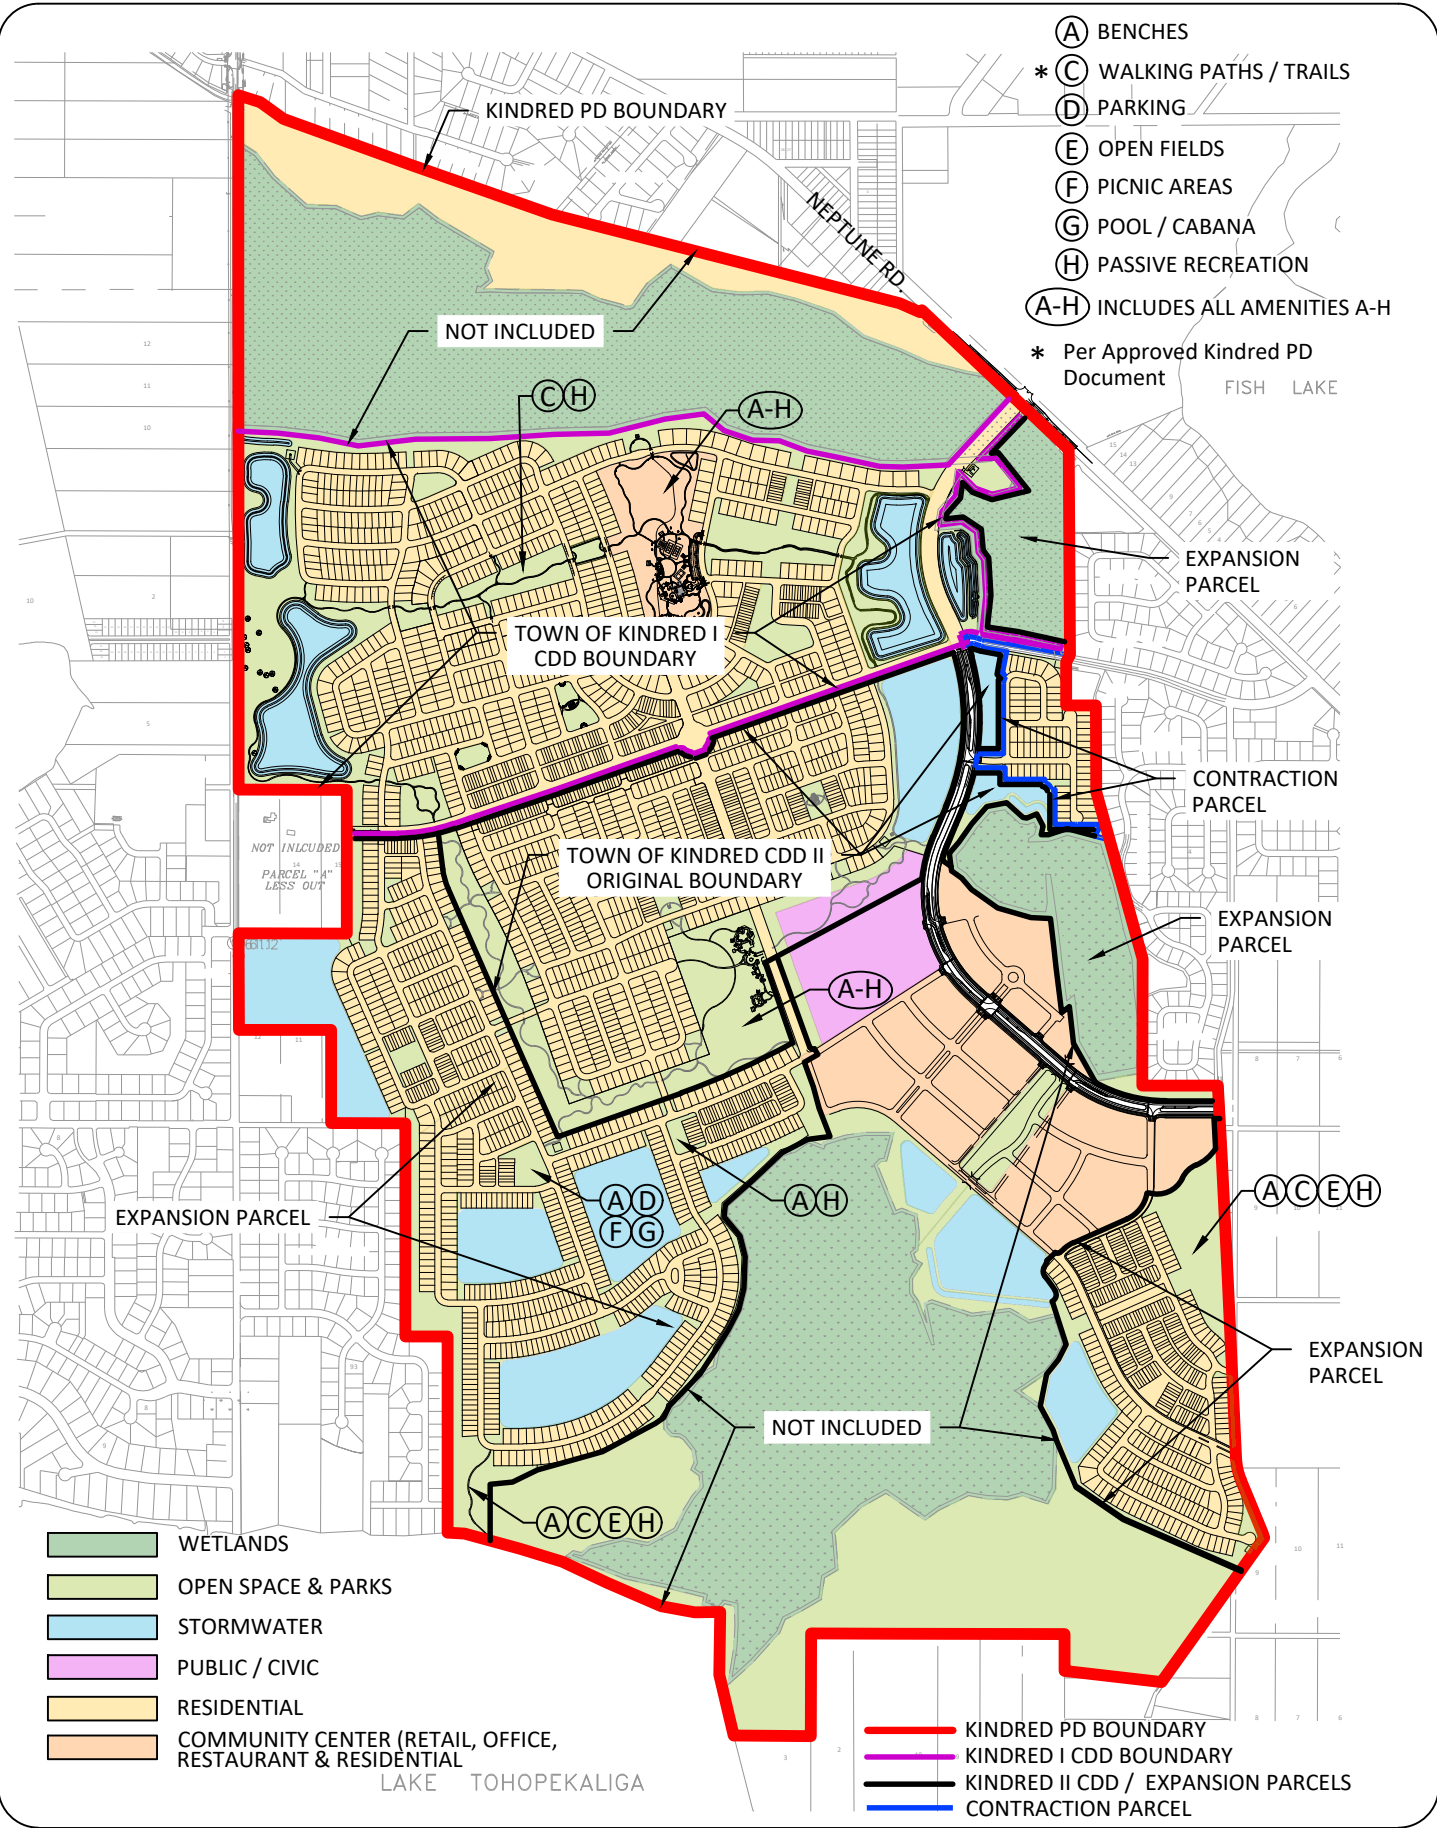 A BENCHES
* C WALKING PATHS / TRAILS
D PARKING
E OPEN FIELDS
F PICNIC AREAS
G POOL / CABANA
H PASSIVE RECREATION
A-H INCLUDES ALL AMENITIES A-H
* Per Approved Kindred PD
Document
FISH LAKE
KINDRED PD BOUNDARY
NEPTUNE RD.
NOT INCLUDED
C H
A-H
EXPANSION
PARCEL
TOWN OF KINDRED I
CDD BOUNDARY
CONTRACTION
PARCEL
NOT INLCUDED
PARCEL "A"
LESS OUT
TOWN OF KINDRED CDD II
ORIGINAL BOUNDARY
EXPANSION
PARCEL
A-H
A C E H
A D
F G
A H
EXPANSION PARCEL
EXPANSION
PARCEL
NOT INCLUDED
A C E H
WETLANDS
OPEN SPACE & PARKS
STORMWATER
PUBLIC / CIVIC
RESIDENTIAL
COMMUNITY CENTER (RETAIL, OFFICE,
RESTAURANT & RESIDENTIAL
LAKE TOHOPEKALIGA
KINDRED PD BOUNDARY
KINDRED I CDD BOUNDARY
KINDRED II CDD / EXPANSION PARCELS
CONTRACTION PARCEL